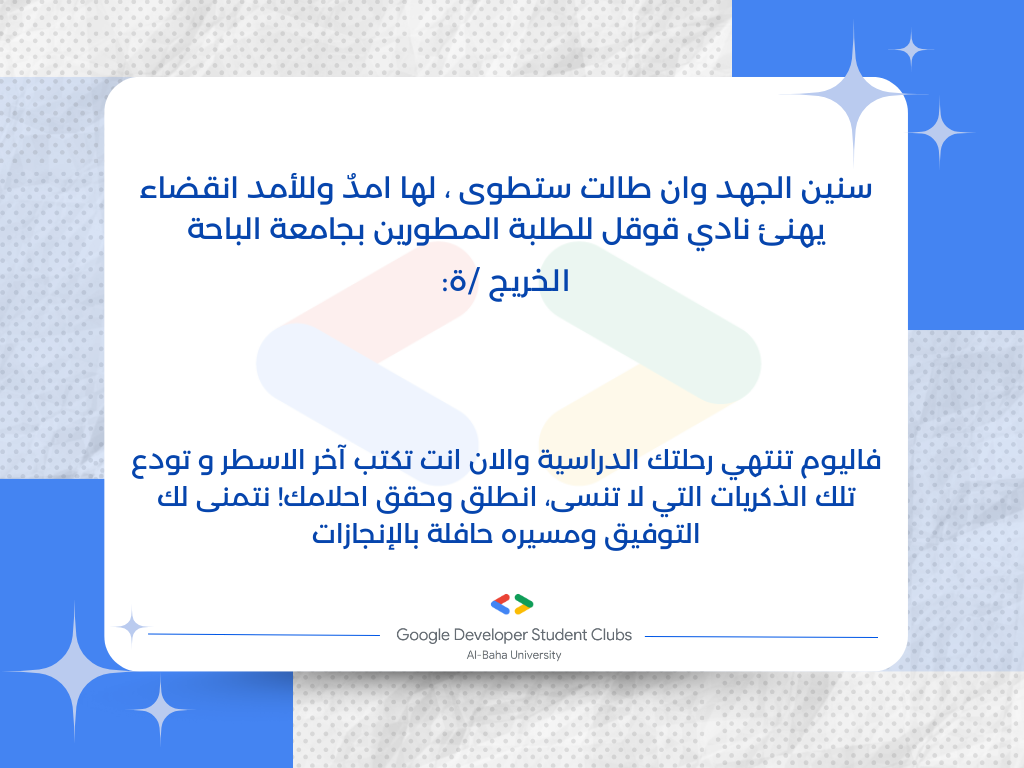 سنين الجهد وان طالت ستطوى ، لها امدٌ وللأمد انقضاء
يهنئ نادي قوقل للطلبة المطورين بجامعة الباحة
الخريج /ة:
فاليوم تنتهي رحلتك الدراسية والان انت تكتب آخر الاسطر و تودع
تلك الذكريات التي لا تنسى، انطلق وحقق احلامك! نتمنى لك
التوفيق ومسيره حافلة بالإنجازات
Google Developer Student Clubs
Al-Baha University